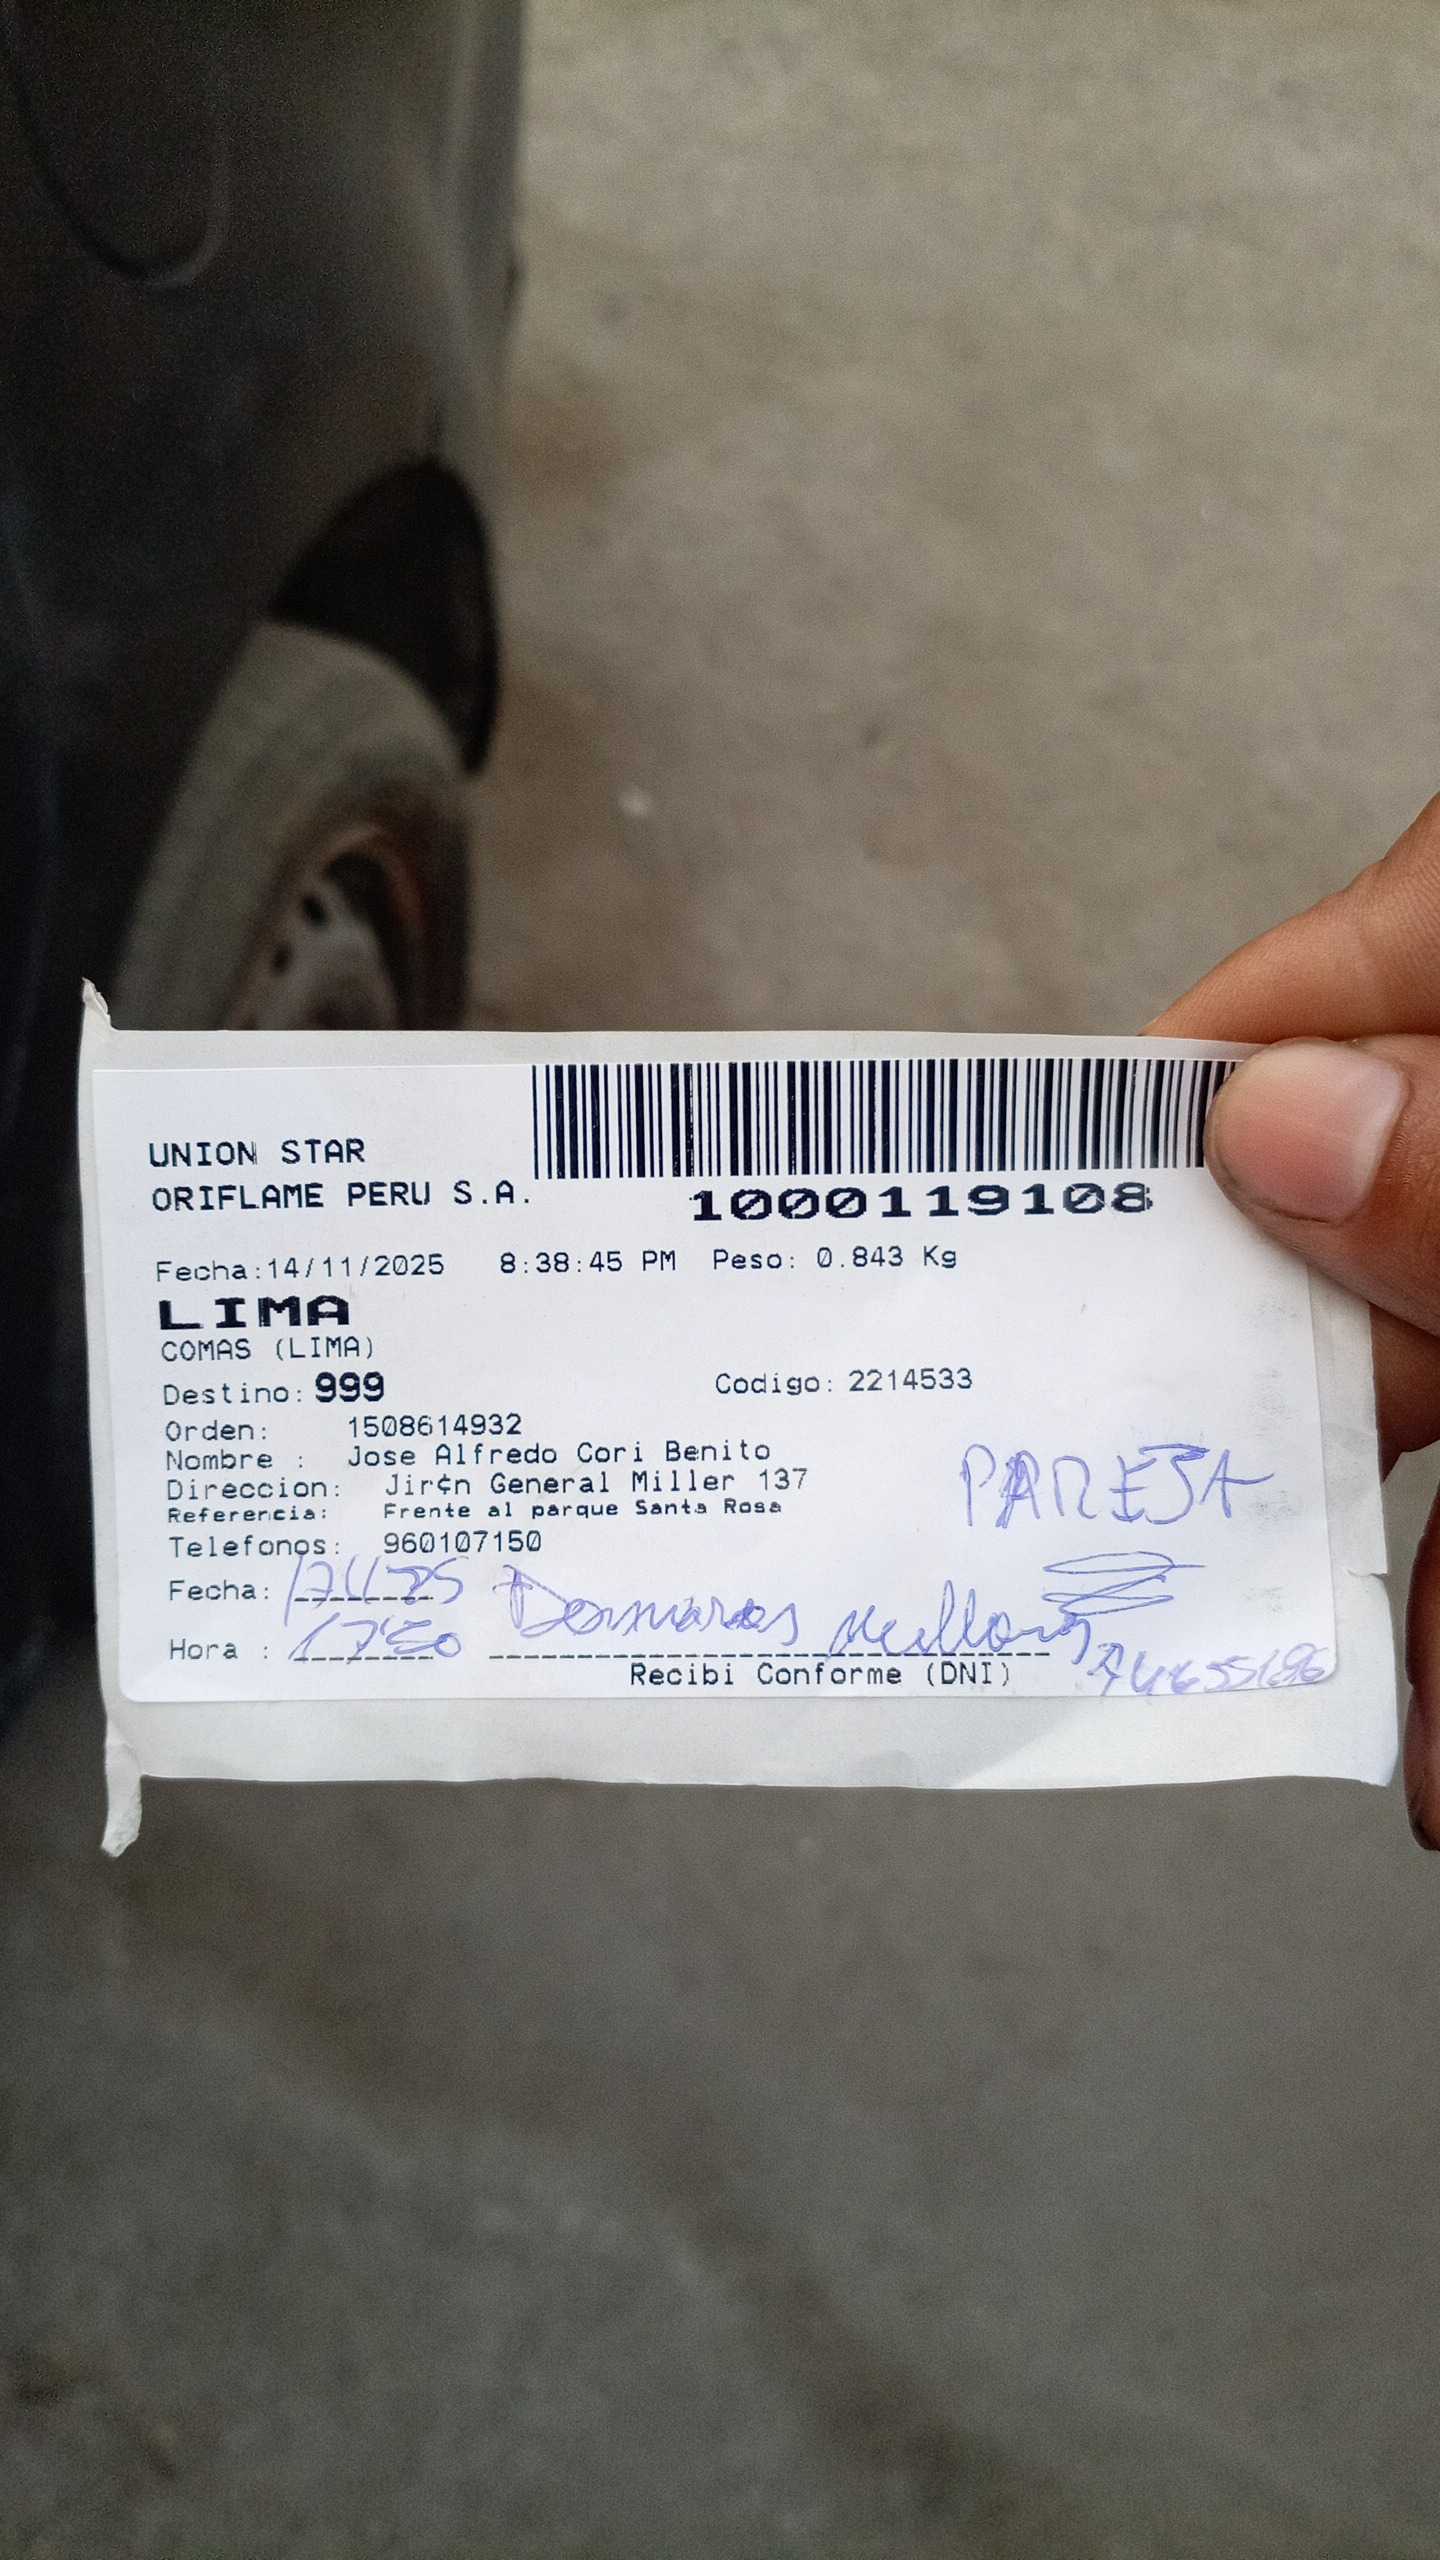 UNION STAR
ORIFLAME PERU S.A.
1000119108
Fecha:14/11/2025 8:38:45 PM Peso: 0.843 Kg
LIMA
COMAS (LIMA)
Destino: 999 Codigo: 2214533
Orden: 1508614932
Nombre : Jose Alfredo Cori Benito
Direccion: Jir¢n General Miller 137
Referencia: Frente al parque Santa Rosa
PAREJA
Telefonos: 960107150
Fecha:
Hora :
Recibi Conforme (DNI)